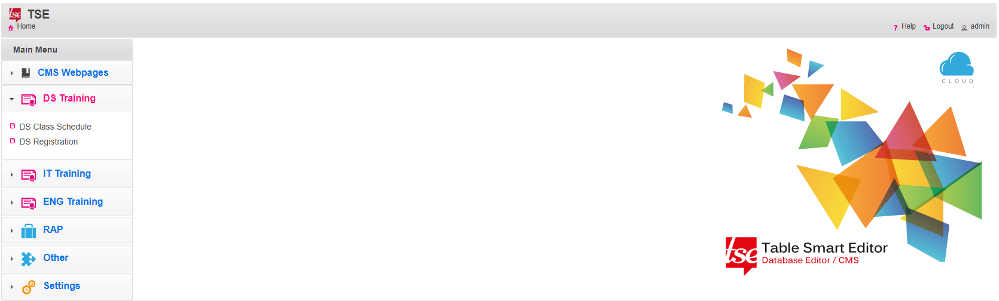 tse TSE
Home
Help Logout admin
Main Menu
CMS Webpages
DS Training
DS Class Schedule
DS Registration
IT Training
ENG Training
RAP
Other
Settings
CLOUD
tse Table Smart Editor
Database Editor / CMS